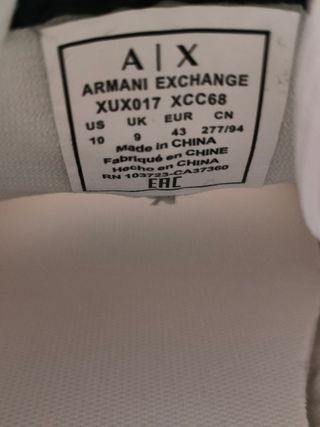 A|X
ARMANI EXCHANGE
XUX017 XCC68
US UK EUR CN
10 9 43 277/94
Made in CHINA
Fabriqué en CHINE
Hecho en CHINA
RN 103723-CA37360
EAC